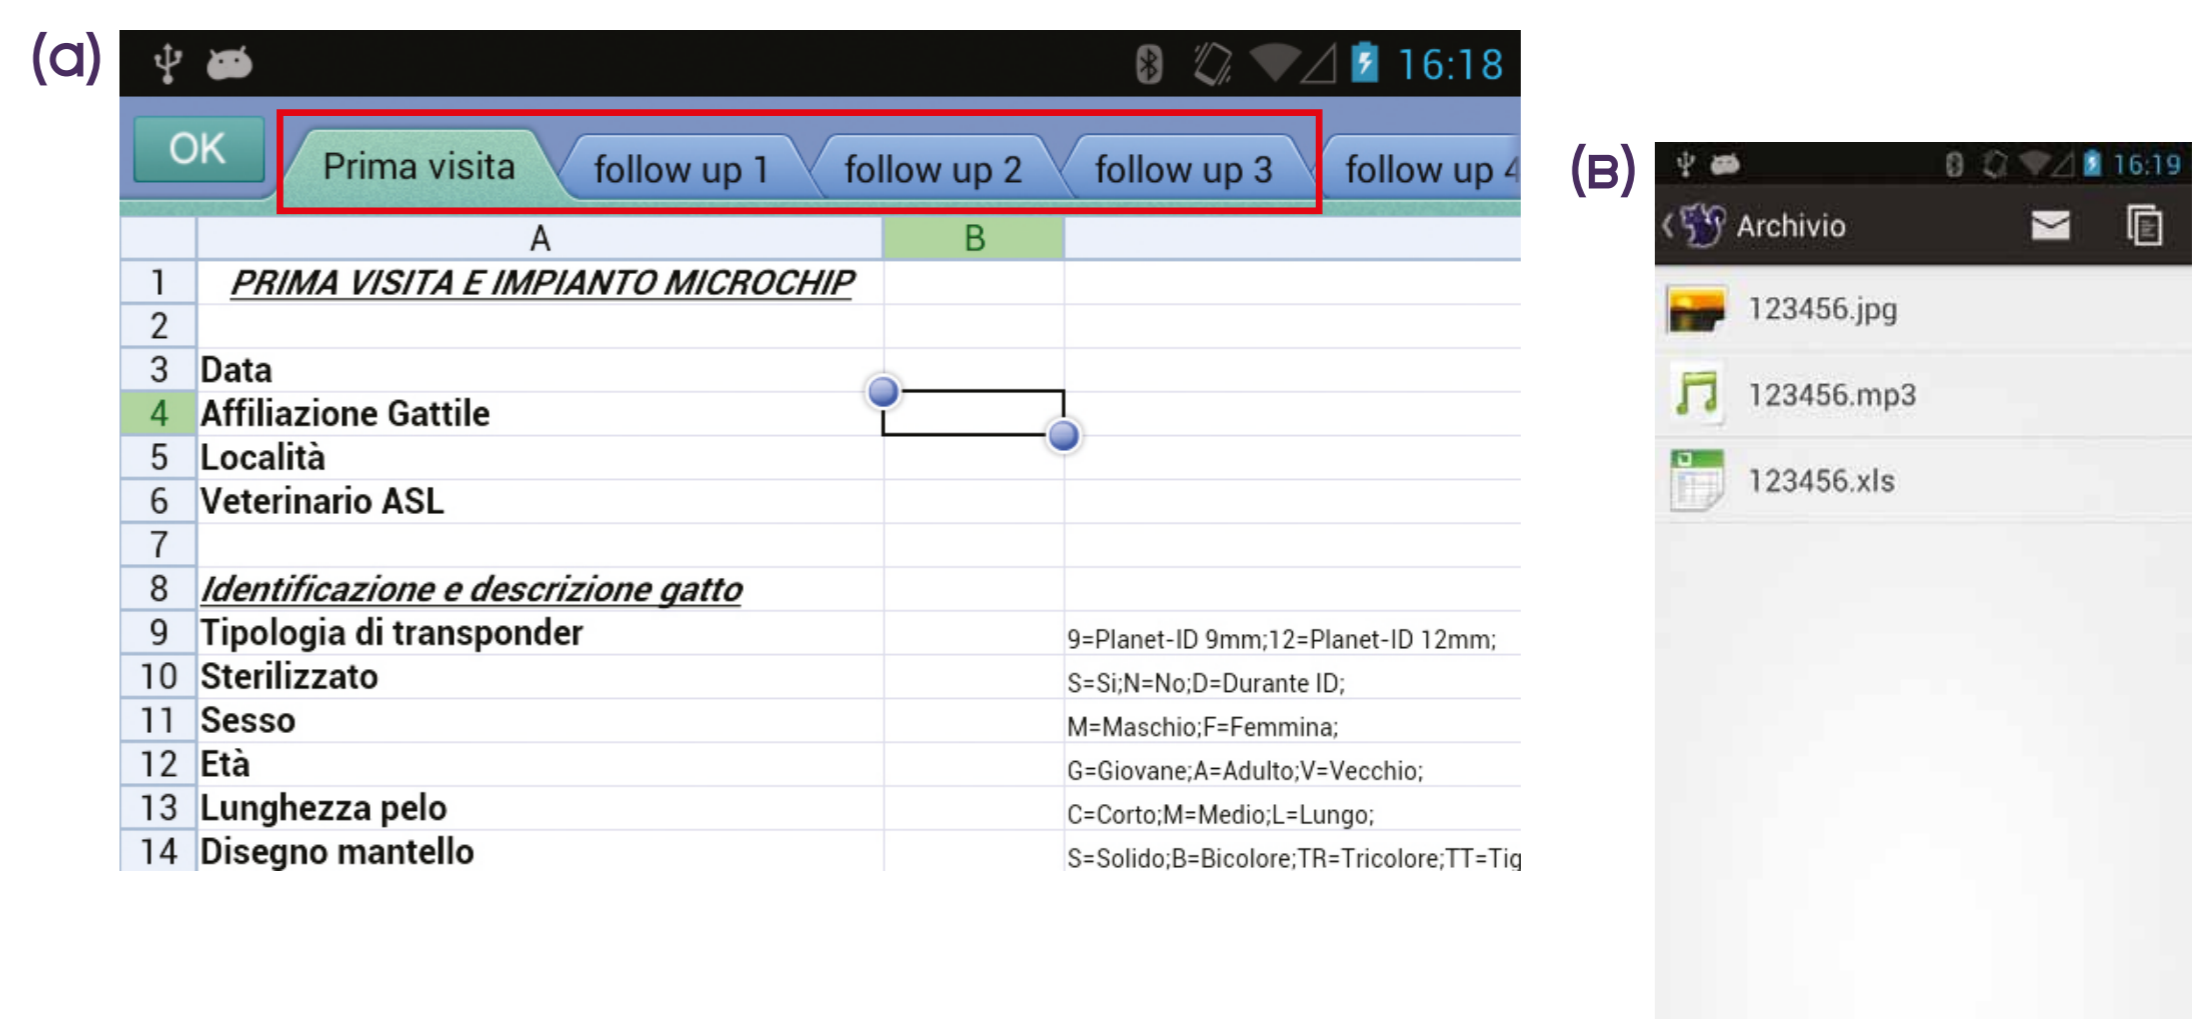 (a)
16:18
OK
Prima visita
follow up 1
follow up 2
follow up 3
follow up 4
A
B
1 PRIMA VISITA E IMPIANTO MICROCHIP
2
3 Data
4 Affiliazione Gattile
5 Località
6 Veterinario ASL
7
8 Identificazione e descrizione gatto
9 Tipologia di transponder 9=Planet-ID 9mm;12=Planet-ID 12mm;
10 Sterilizzato S=Si;N=No;D=Durante ID;
11 Sesso M=Maschio;F=Femmina;
12 Età G=Giovane;A=Adulto;V=Vecchio;
13 Lunghezza pelo C=Corto;M=Medio;L=Lungo;
14 Disegno mantello S=Solido;B=Bicolore;TR=Tricolore;TT=Tig
(B)
16:19
Archivio
123456.jpg
123456.mp3
123456.xls